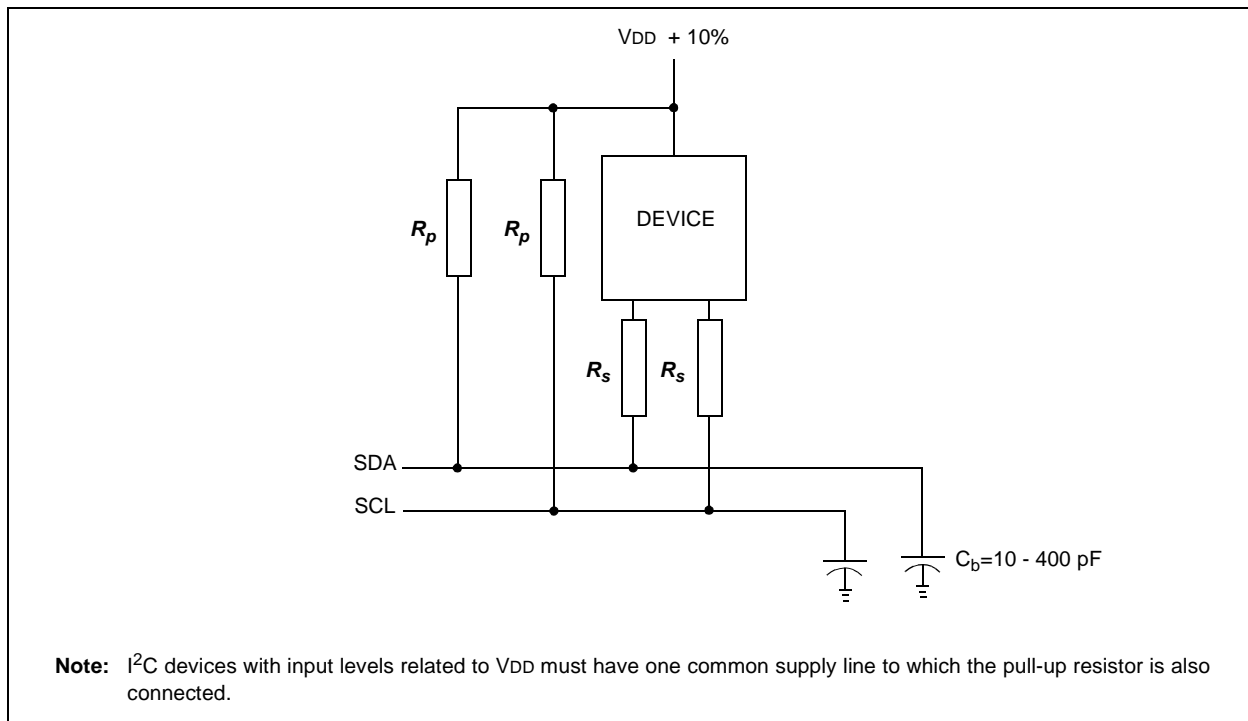 VDD + 10%
Rp
Rp
DEVICE
Rs
Rs
SDA
SCL
Cb=10 - 400 pF
Note: I2C devices with input levels related to VDD must have one common supply line to which the pull-up resistor is also
connected.